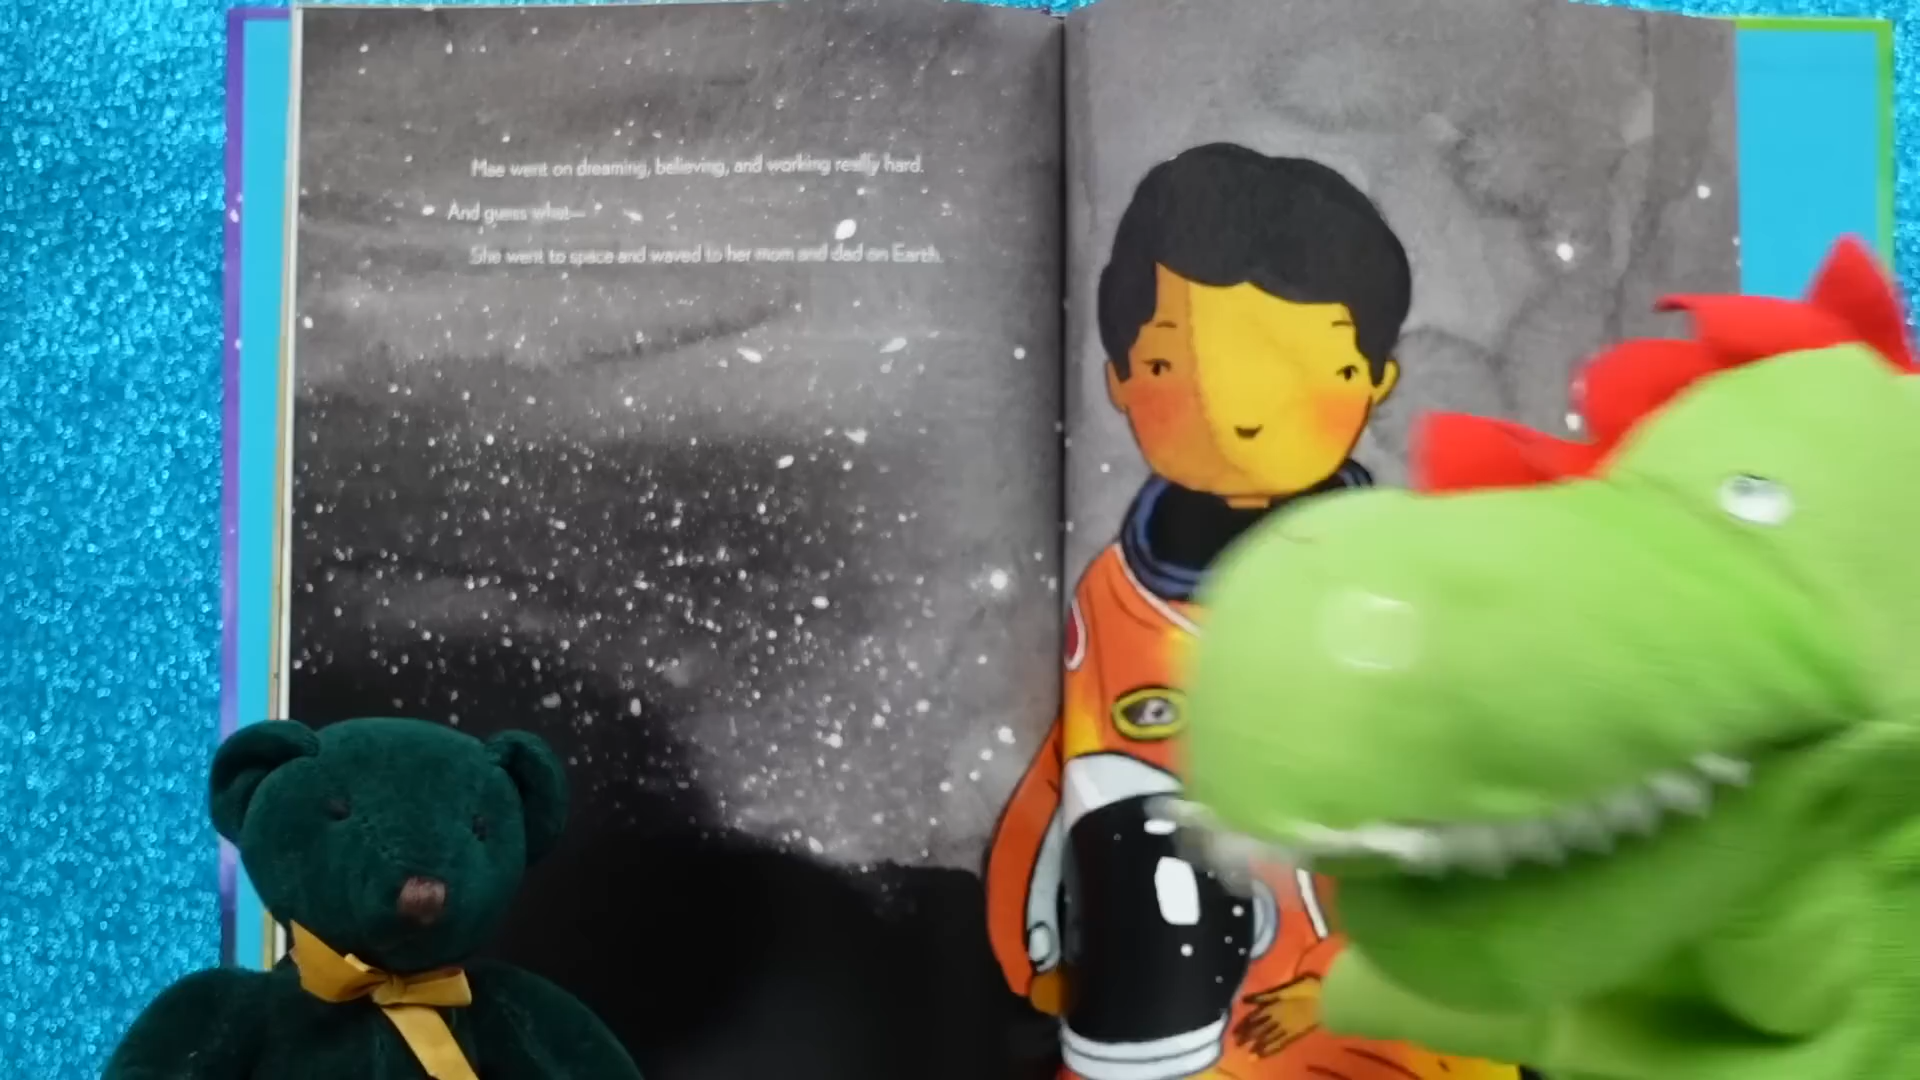 Mae went on dreaming, believing, and working really hard.
And guess what—
She went to space and waved to her mom and dad on Earth.